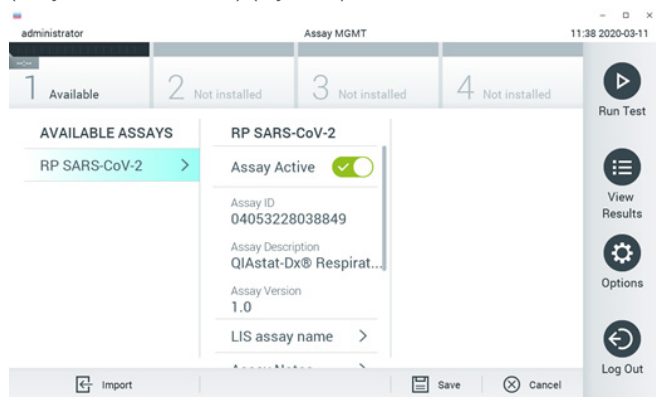 administrator Assay MGMT 11:38 2020-03-11
1 Available 2 Not installed 3 Not installed 4 Not installed
Run Test
AVAILABLE ASSAYS RP SARS-CoV-2
RP SARS-CoV-2 > Assay Active
Assay ID
04053228038849
View
Results
Assay Description
QIAstat-Dx® Respirat...
Assay Version
1.0
Options
LIS assay name >
Log Out
Import Save Cancel